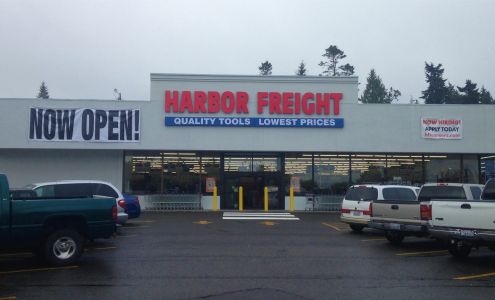 NOW OPEN!
HARBOR FREIGHT
QUALITY TOOLS LOWEST PRICES
NOW HIRING!
APPLY TODAY